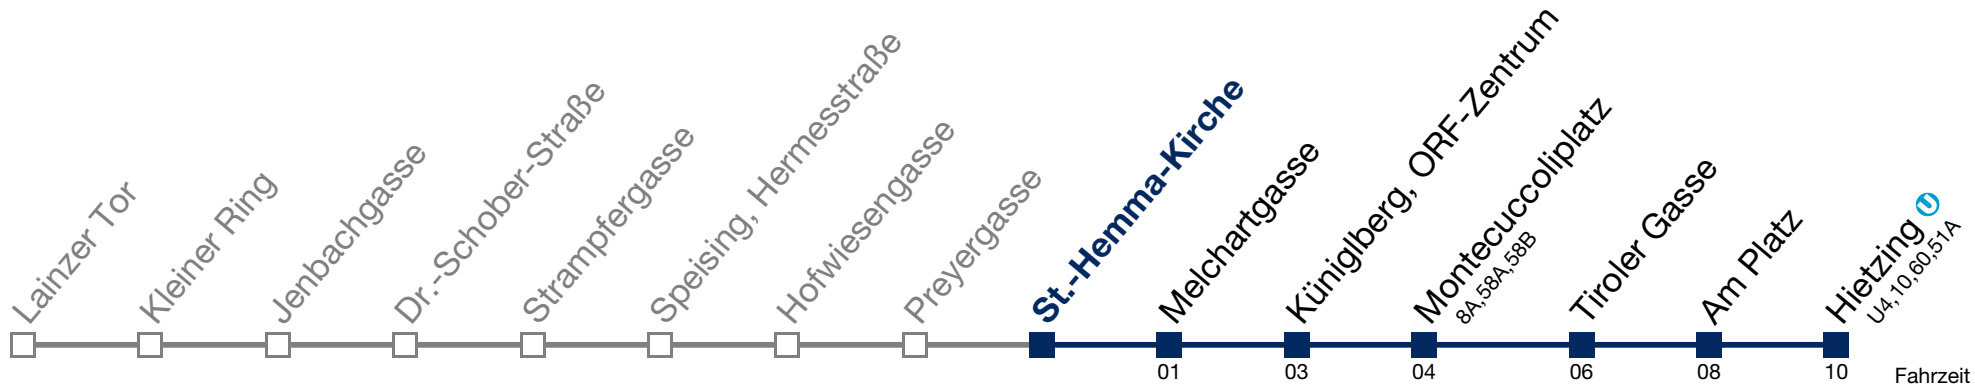 Lainzer Tor
Kleiner Ring
Jenbachgasse
Dr.-Schober-Straße
Strampfergasse
Speising, Hermesstraße
Hofwiesengasse
Preyergasse
St.-Hemma-Kirche
Melchartgasse
Küniglberg, ORF-Zentrum
Montecuccoliplatz
8A,58A,58B
Tiroler Gasse
Am Platz
Hietzing U
U4,10,60,51A
01 03 04 06 08 10 Fahrzeit